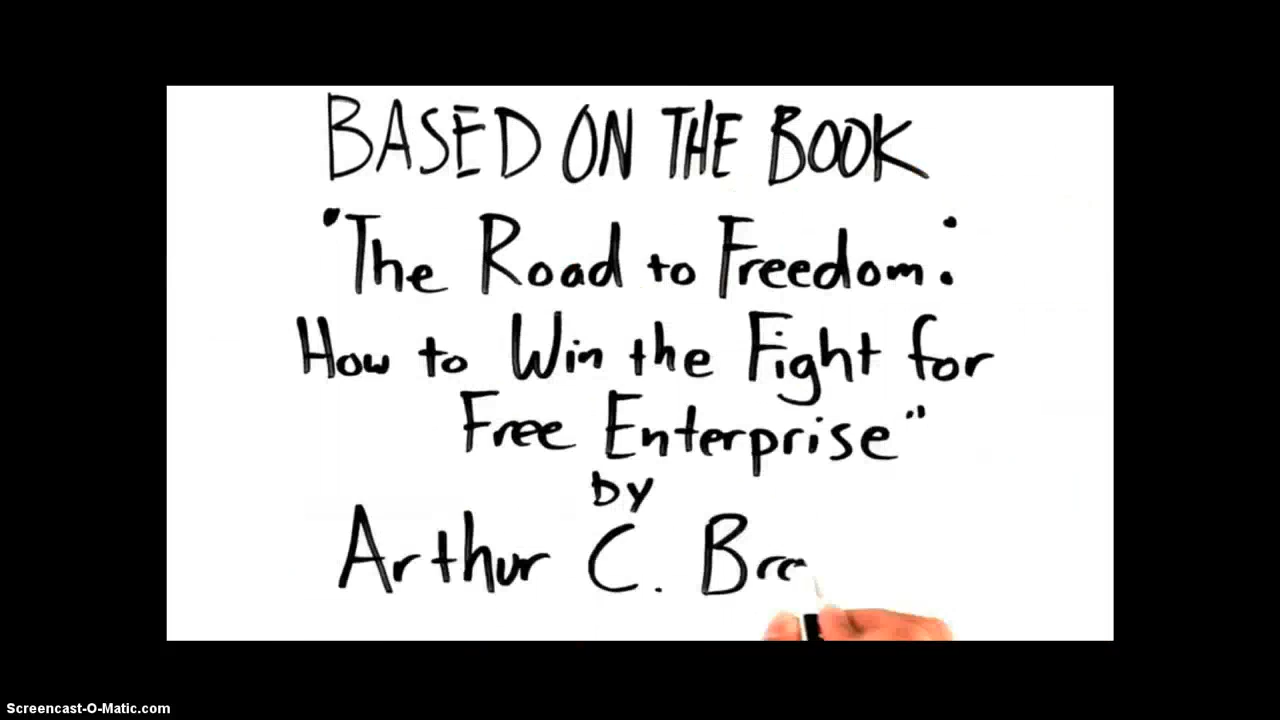 BASED ON THE BOOK
"The Road to Freedom:
How to Win the Fight for
Free Enterprise"
by
Arthur C. Bro
Screencast-O-Matic.com